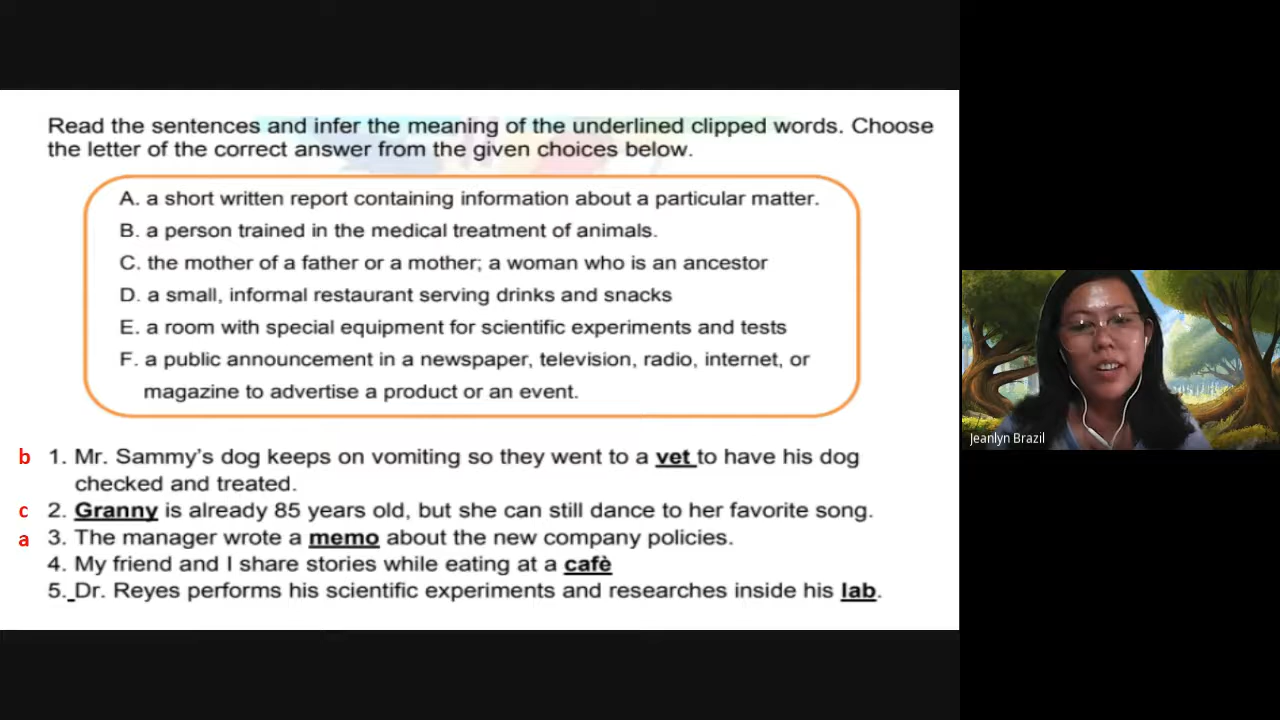 Read the sentences and infer the meaning of the underlined clipped words. Choose
the letter of the correct answer from the given choices below.
A. a short written report containing information about a particular matter.
B. a person trained in the medical treatment of animals.
C. the mother of a father or a mother; a woman who is an ancestor
D. a small, informal restaurant serving drinks and snacks
E. a room with special equipment for scientific experiments and tests
F. a public announcement in a newspaper, television, radio, internet, or
magazine to advertise a product or an event.
b 1. Mr. Sammy's dog keeps on vomiting so they went to a vet to have his dog
checked and treated.
c 2. Granny is already 85 years old, but she can still dance to her favorite song.
a 3. The manager wrote a memo about the new company policies.
4. My friend and I share stories while eating at a cafè
5. Dr. Reyes performs his scientific experiments and researches inside his lab.
Jeanlyn Brazil